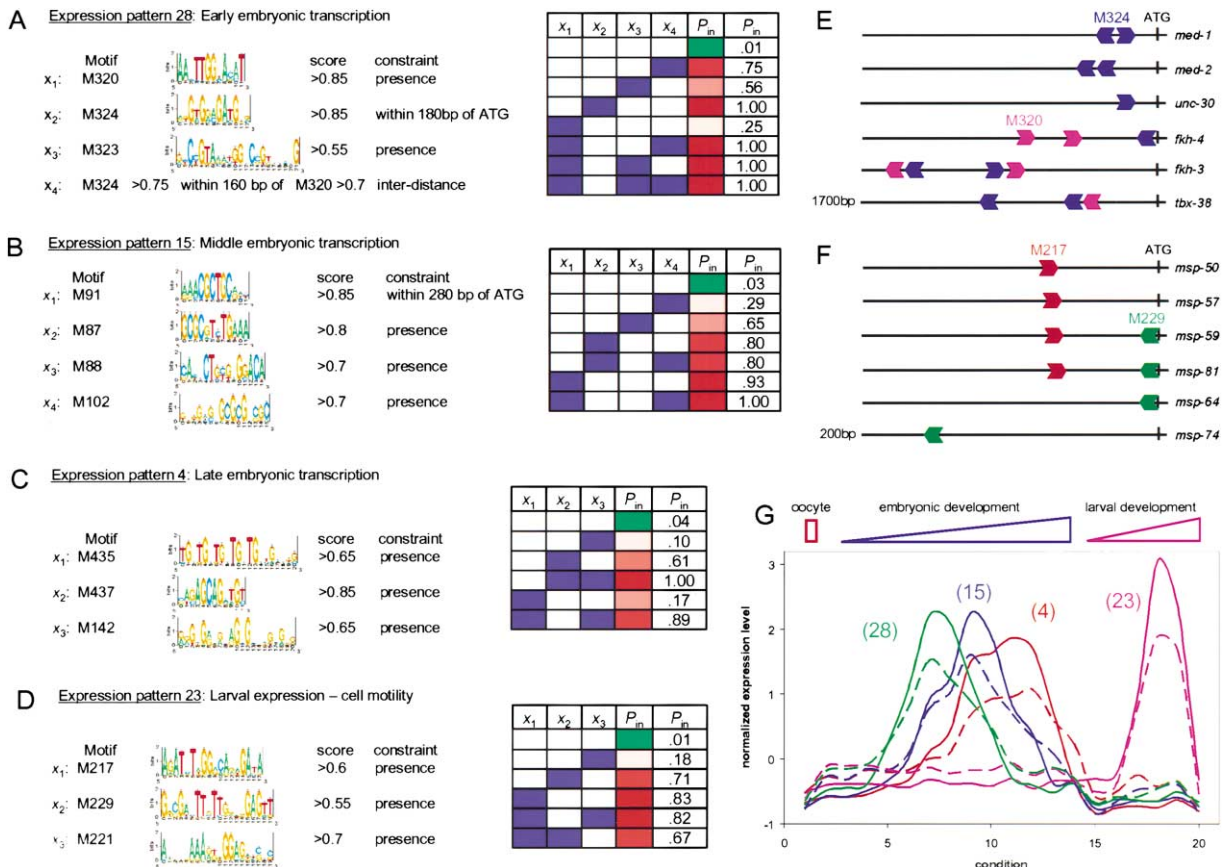 A Expression pattern 28: Early embryonic transcription
Motif score constraint
x1: M320 >0.85 presence
x2: M324 >0.85 within 180bp of ATG
x3: M323 >0.55 presence
x4: M324 >0.75 within 160 bp of M320 >0.7 inter-distance
x1 x2 x3 x4 Pin Pin
.01
.75
.56
1.00
.25
1.00
1.00
1.00
B Expression pattern 15: Middle embryonic transcription
Motif score constraint
x1: M91 >0.85 within 280 bp of ATG
x2: M87 >0.8 presence
x3: M88 >0.7 presence
x4: M102 >0.7 presence
x1 x2 x3 x4 Pin Pin
.03
.29
.65
.80
.80
.93
1.00
C Expression pattern 4: Late embryonic transcription
Motif score constraint
x1: M435 >0.65 presence
x2: M437 >0.85 presence
x3: M142 >0.65 presence
x1 x2 x3 Pin Pin
.04
.10
.61
1.00
.17
.89
D Expression pattern 23: Larval expression – cell motility
Motif score constraint
x1: M217 >0.6 presence
x2: M229 >0.55 presence
x3: M221 >0.7 presence
x1 x2 x3 Pin Pin
.01
.18
.71
.83
.82
.67
E M324 ATG
med-1
med-2
unc-30
M320
fkh-4
fkh-3
1700bp tbx-38
F M217 ATG
msp-50
msp-57
M229
msp-59
msp-81
msp-64
200bp msp-74
G oocyte embryonic development larval development
normalized expression level
3
2
1
0
-1
(28) (15) (4) (23)
0 5 10 15 20
condition